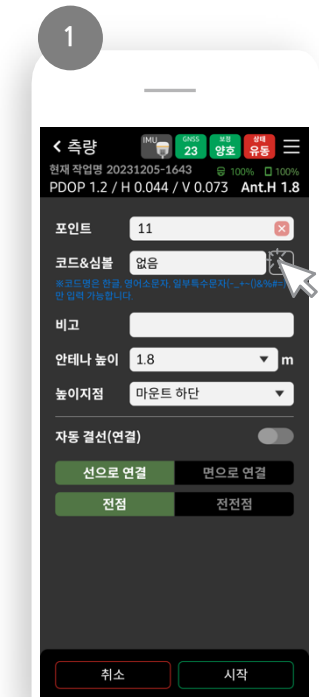 1
측량
IMU
GNSS
23
보정
양호
상태
유동
현재 작업명 20231205-1643
100%
100%
PDOP 1.2 / H 0.044 / V 0.073 Ant.H 1.8
포인트
11
코드&심볼
없음
※코드명은 한글, 영어소문자, 일부특수문자(-_+~()&%#=
만 입력 가능합니다.
비고
안테나 높이
1.8
m
높이지점
마운트 하단
자동 결선(연결)
선으로 연결
면으로 연결
전점
전전점
취소
시작